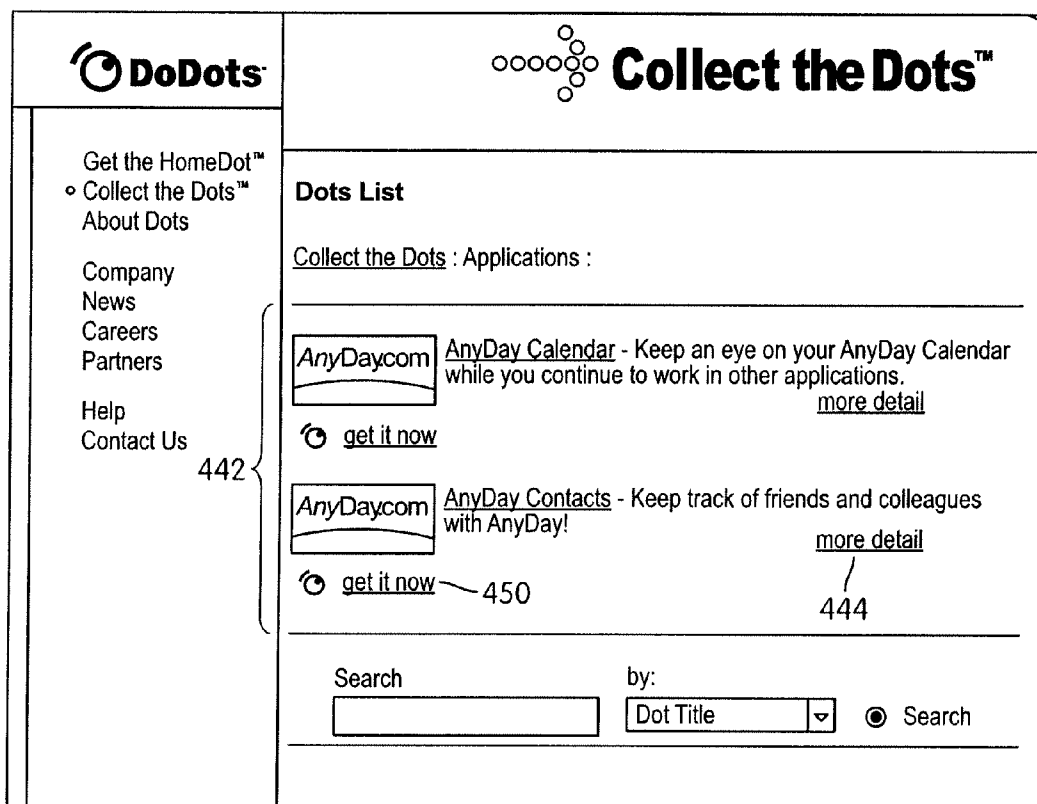 DoDots
Collect the Dots™
Get the HomeDot™
Collect the Dots™
About Dots
Company
News
Careers
Partners
Help
Contact Us
442
Dots List
Collect the Dots : Applications :
AnyDay.com
AnyDay Calendar - Keep an eye on your AnyDay Calendar
while you continue to work in other applications.
more detail
get it now
AnyDay.com
AnyDay Contacts - Keep track of friends and colleagues
with AnyDay!
more detail
get it now
450
444
Search
by:
Dot Title
Search